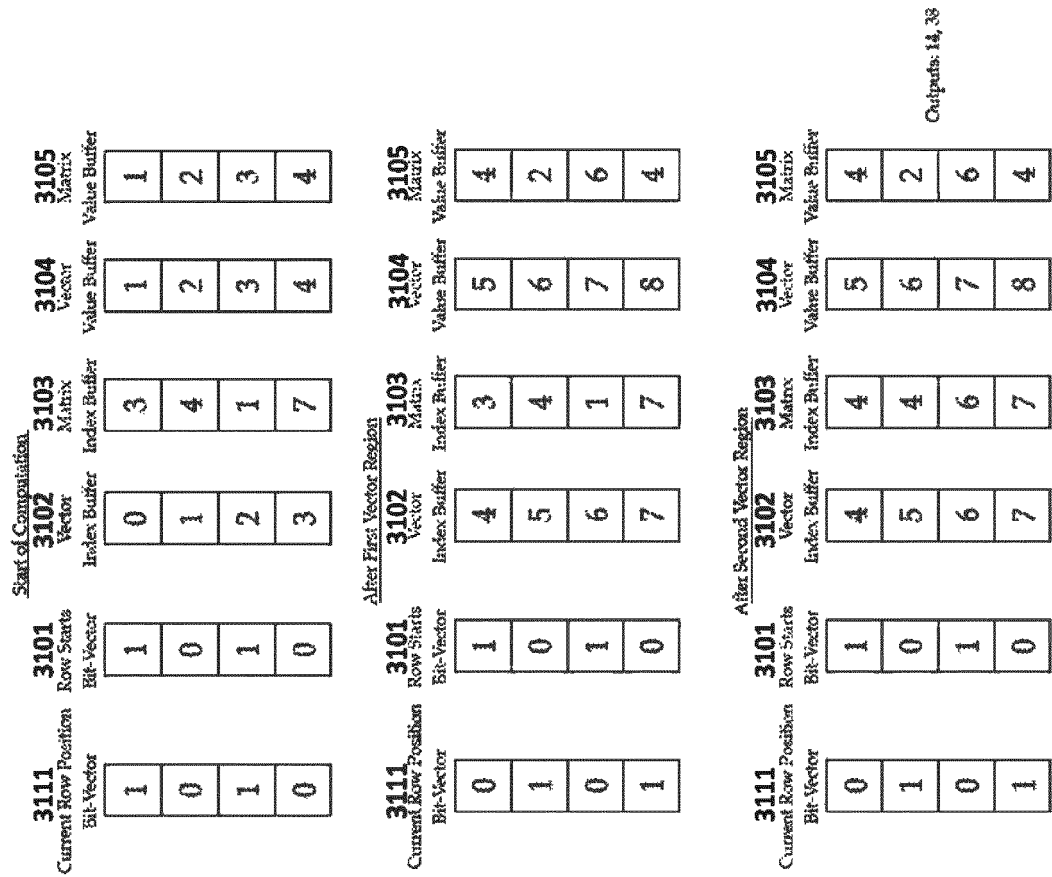 Start of Computation
3111 3101 3102 3103 3104 3105
Current Row Position Row Starts Vector Matrix Vector Matrix
Bit-Vector Bit-Vector Index Buffer Index Buffer Value Buffer Value Buffer
1 1 0 3 1 1
0 0 1 4 2 2
1 1 2 1 3 3
0 0 3 7 4 4
After First Vector Region
3111 3101 3102 3103 3104 3105
Current Row Position Row Starts Vector Matrix Vector Matrix
Bit-Vector Bit-Vector Index Buffer Index Buffer Value Buffer Value Buffer
0 1 4 3 5 4
1 0 5 4 6 2
0 1 6 1 7 6
1 0 7 7 8 4
After Second Vector Region
3111 3101 3102 3103 3104 3105
Current Row Position Row Starts Vector Matrix Vector Matrix
Bit-Vector Bit-Vector Index Buffer Index Buffer Value Buffer Value Buffer
0 1 4 4 5 4
1 0 5 4 6 2
0 1 6 6 7 6
1 0 7 7 8 4
Outputs: 14, 38